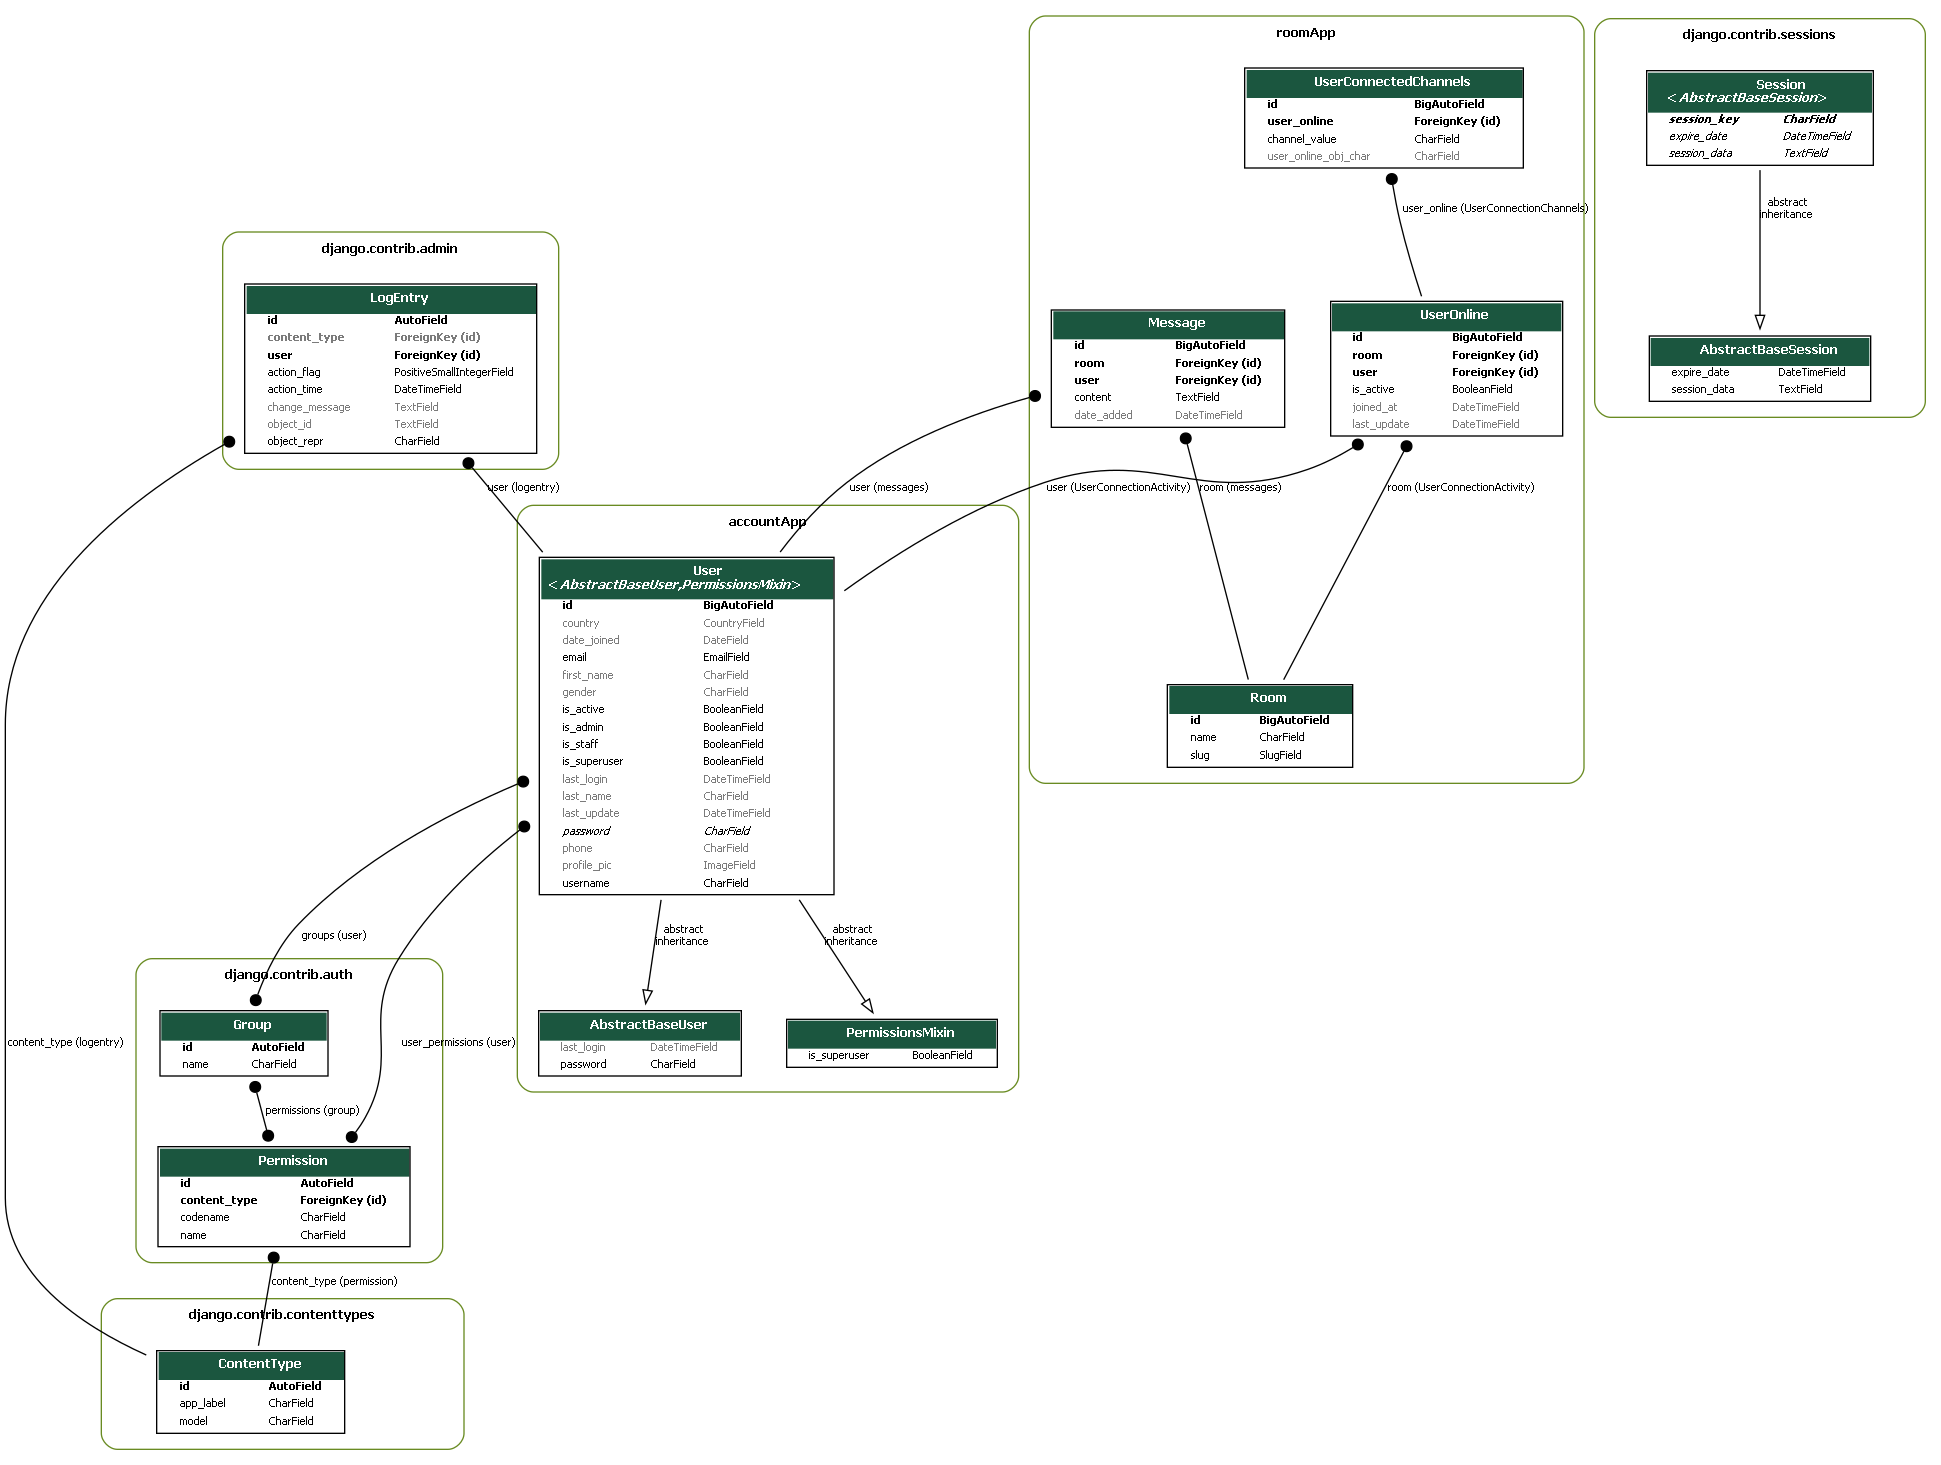 roomApp
UserConnectedChannels
id BigAutoField
user_online ForeignKey (id)
channel_value CharField
user_online_obj_char CharField
user_online (UserConnectionChannels)
Message
id BigAutoField
room ForeignKey (id)
user ForeignKey (id)
content TextField
date_added DateTimeField
UserOnline
id BigAutoField
room ForeignKey (id)
user ForeignKey (id)
is_active BooleanField
joined_at DateTimeField
last_update DateTimeField
user (messages)
user (UserConnectionActivity)
room (messages)
room (UserConnectionActivity)
Room
id BigAutoField
name CharField
slug SlugField
django.contrib.sessions
Session
<AbstractBaseSession>
session_key CharField
expire_date DateTimeField
session_data TextField
abstract
inheritance
AbstractBaseSession
expire_date DateTimeField
session_data TextField
django.contrib.admin
LogEntry
id AutoField
content_type ForeignKey (id)
user ForeignKey (id)
action_flag PositiveSmallIntegerField
action_time DateTimeField
change_message TextField
object_id TextField
object_repr CharField
user (logentry)
accountApp
User
<AbstractBaseUser,PermissionsMixin>
id BigAutoField
country CountryField
date_joined DateField
email EmailField
first_name CharField
gender CharField
is_active BooleanField
is_admin BooleanField
is_staff BooleanField
is_superuser BooleanField
last_login DateTimeField
last_name CharField
last_update DateTimeField
password CharField
phone CharField
profile_pic ImageField
username CharField
abstract
inheritance
abstract
inheritance
AbstractBaseUser
last_login DateTimeField
password CharField
PermissionsMixin
is_superuser BooleanField
groups (user)
django.contrib.auth
Group
id AutoField
name CharField
content_type (logentry)
user_permissions (user)
permissions (group)
Permission
id AutoField
content_type ForeignKey (id)
codename CharField
name CharField
content_type (permission)
django.contrib.contenttypes
ContentType
id AutoField
app_label CharField
model CharField